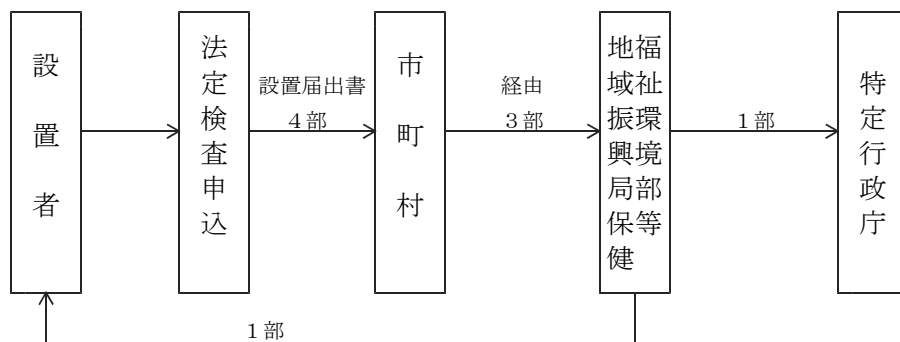 設置者
法定検査申込
設置届出書
４部
市町村
経由
３部
地域振興局保健
福祉環境部等
１部
特定行政庁
１部